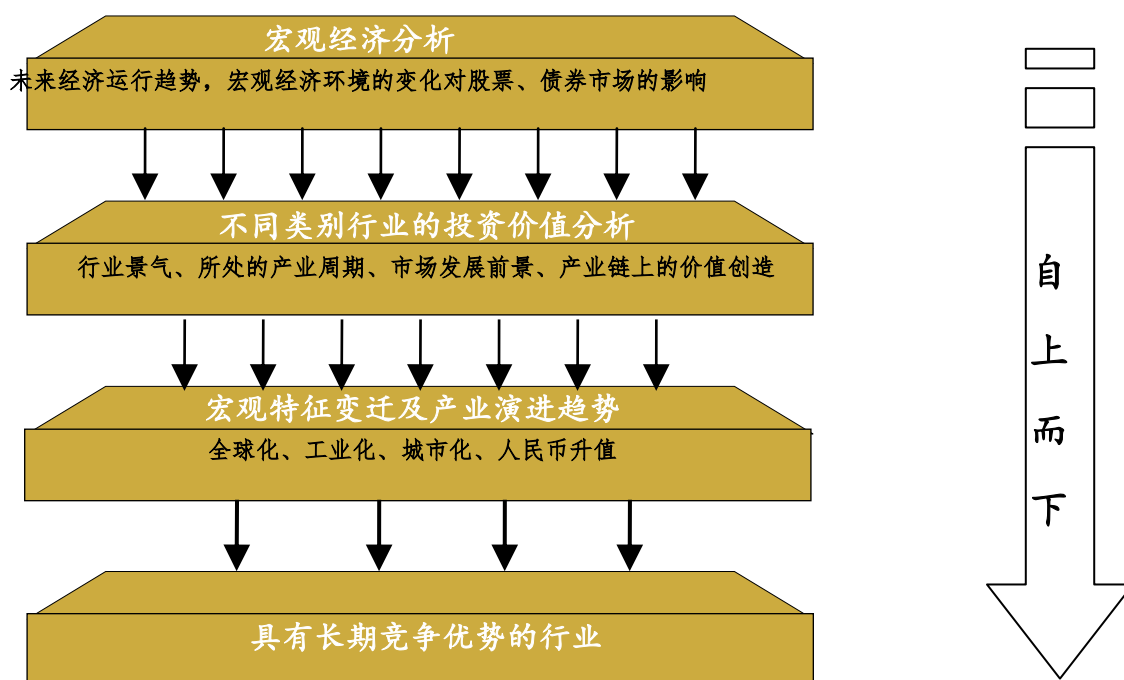 宏观经济分析
未来经济运行趋势，宏观经济环境的变化对股票、债券市场的影响
不同类别行业的投资价值分析
行业景气、所处的产业周期、市场发展前景、产业链上的价值创造
宏观特征变迁及产业演进趋势
全球化、工业化、城市化、人民币升值
具有长期竞争优势的行业
自
上
而
下